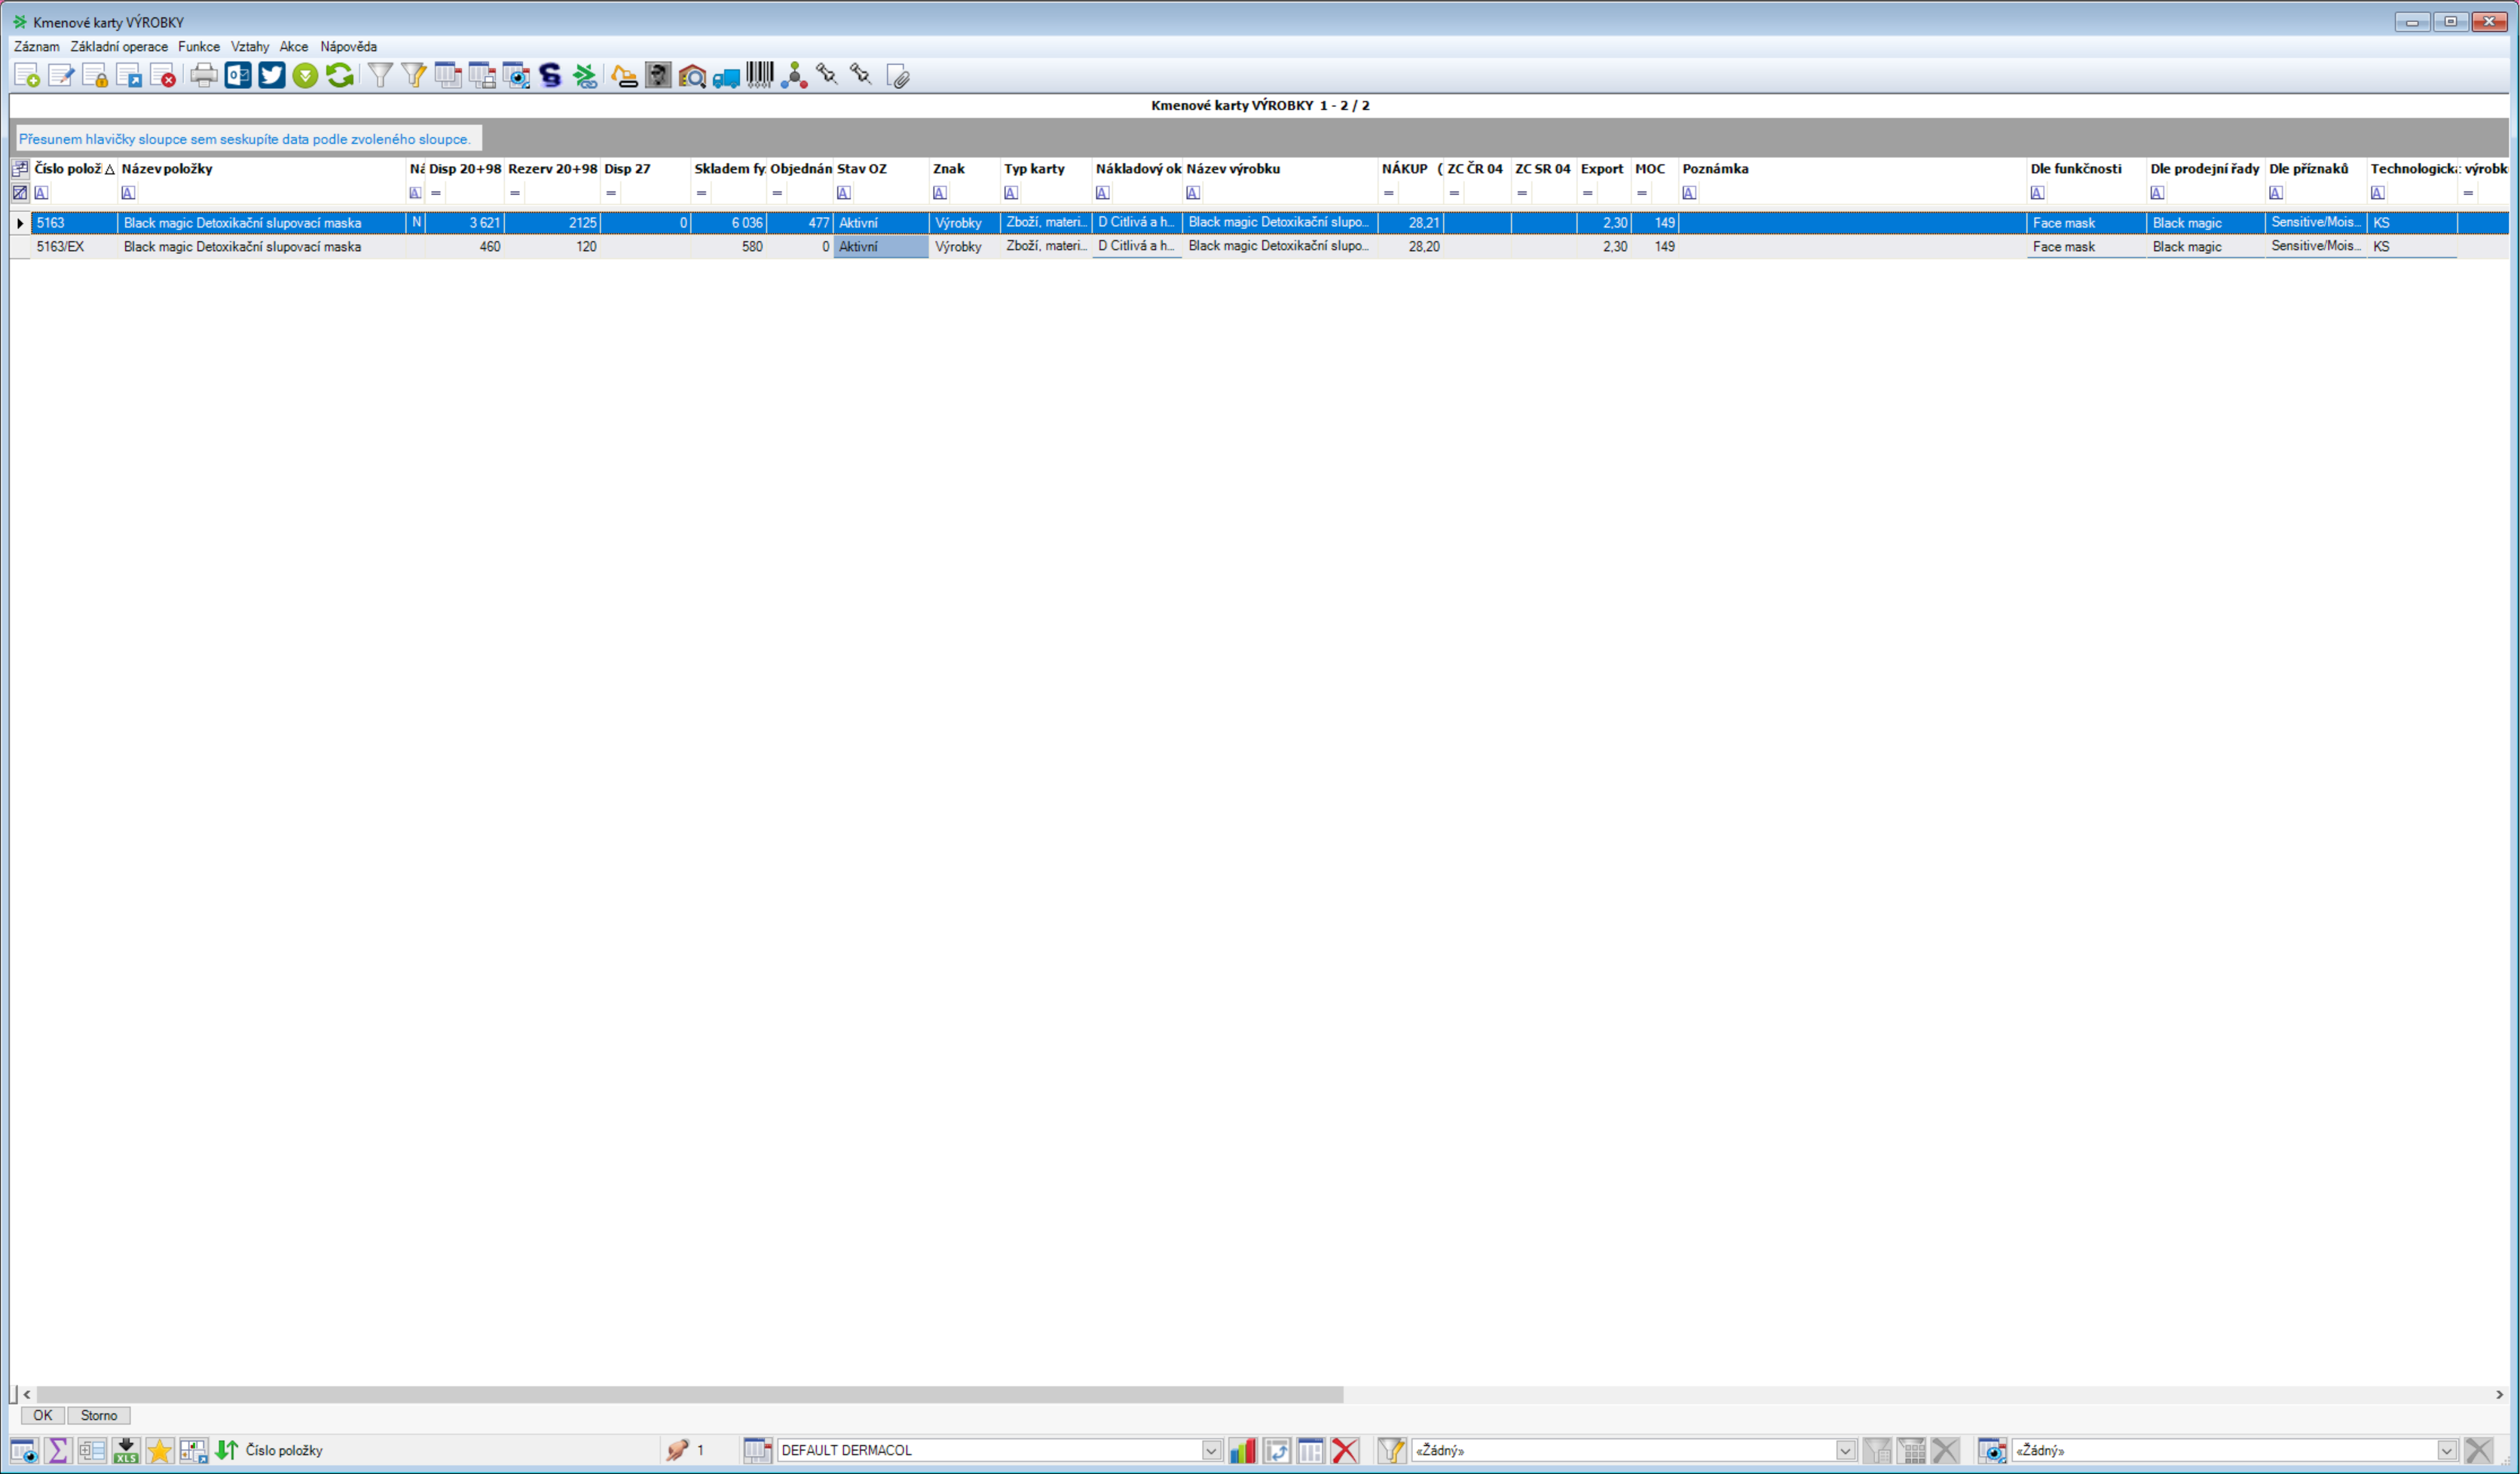 Kmenové karty VÝROBKY
Záznam Základní operace Funkce Vztahy Akce Nápověda
Kmenové karty VÝROBKY 1 - 2 / 2
Přesunem hlavičky sloupce sem seskupíte data podle zvoleného sloupce.
Číslo polož Název položky Ná Disp 20+98 Rezerv 20+98 Disp 27 Skladem fy Objednán Stav OZ Znak Typ karty Nákladový ok Název výrobku NÁKUP ( ZC ČR 04 ZC SR 04 Export MOC Poznámka Dle funkčnosti Dle prodejní řady Dle příznaků Technologick výrobk
5163 Black magic Detoxikační slupovací maska N 3 621 2125 0 6 036 477 Aktivní Výrobky Zboží, materi... D Citlivá a h... Black magic Detoxikační slupo... 28,21 2,30 149 Face mask Black magic Sensitive/Mois... KS
5163/EX Black magic Detoxikační slupovací maska 460 120 580 0 Aktivní Výrobky Zboží, materi... D Citlivá a h... Black magic Detoxikační slupo... 28,20 2,30 149 Face mask Black magic Sensitive/Mois... KS
OK Storno
XLS Číslo položky 1 DEFAULT DERMACOL «Žádný» «Žádný»